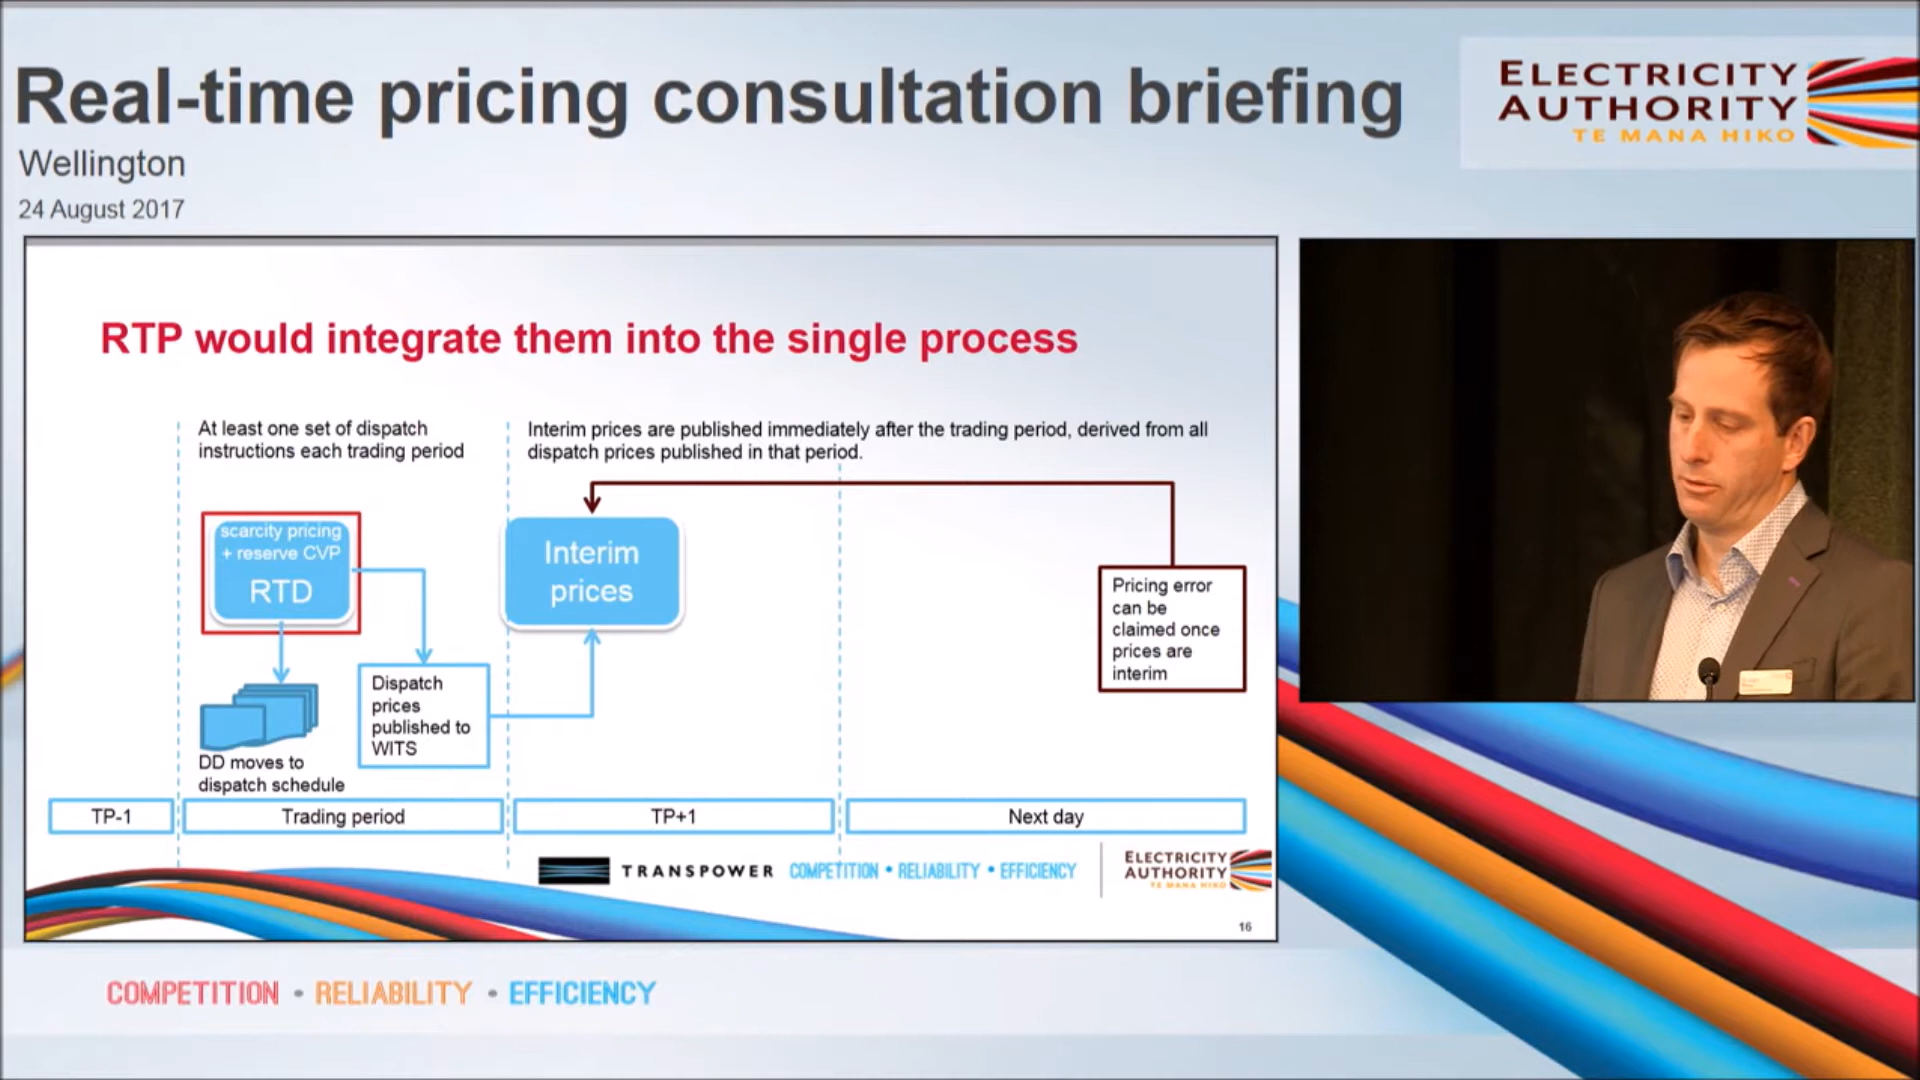 Real-time pricing consultation briefing
Wellington
24 August 2017
ELECTRICITY
AUTHORITY
TE MANA HIKO
RTP would integrate them into the single process
At least one set of dispatch
instructions each trading period
Interim prices are published immediately after the trading period, derived from all
dispatch prices published in that period.
scarcity pricing
+ reserve CVP
RTD
Interim
prices
Pricing error
can be
claimed once
prices are
interim
Dispatch
prices
published to
WITS
DD moves to
dispatch schedule
TP-1
Trading period
TP+1
Next day
TRANSPOWER
COMPETITION • RELIABILITY • EFFICIENCY
ELECTRICITY
AUTHORITY
TE MANA HIKO
16
COMPETITION • RELIABILITY • EFFICIENCY